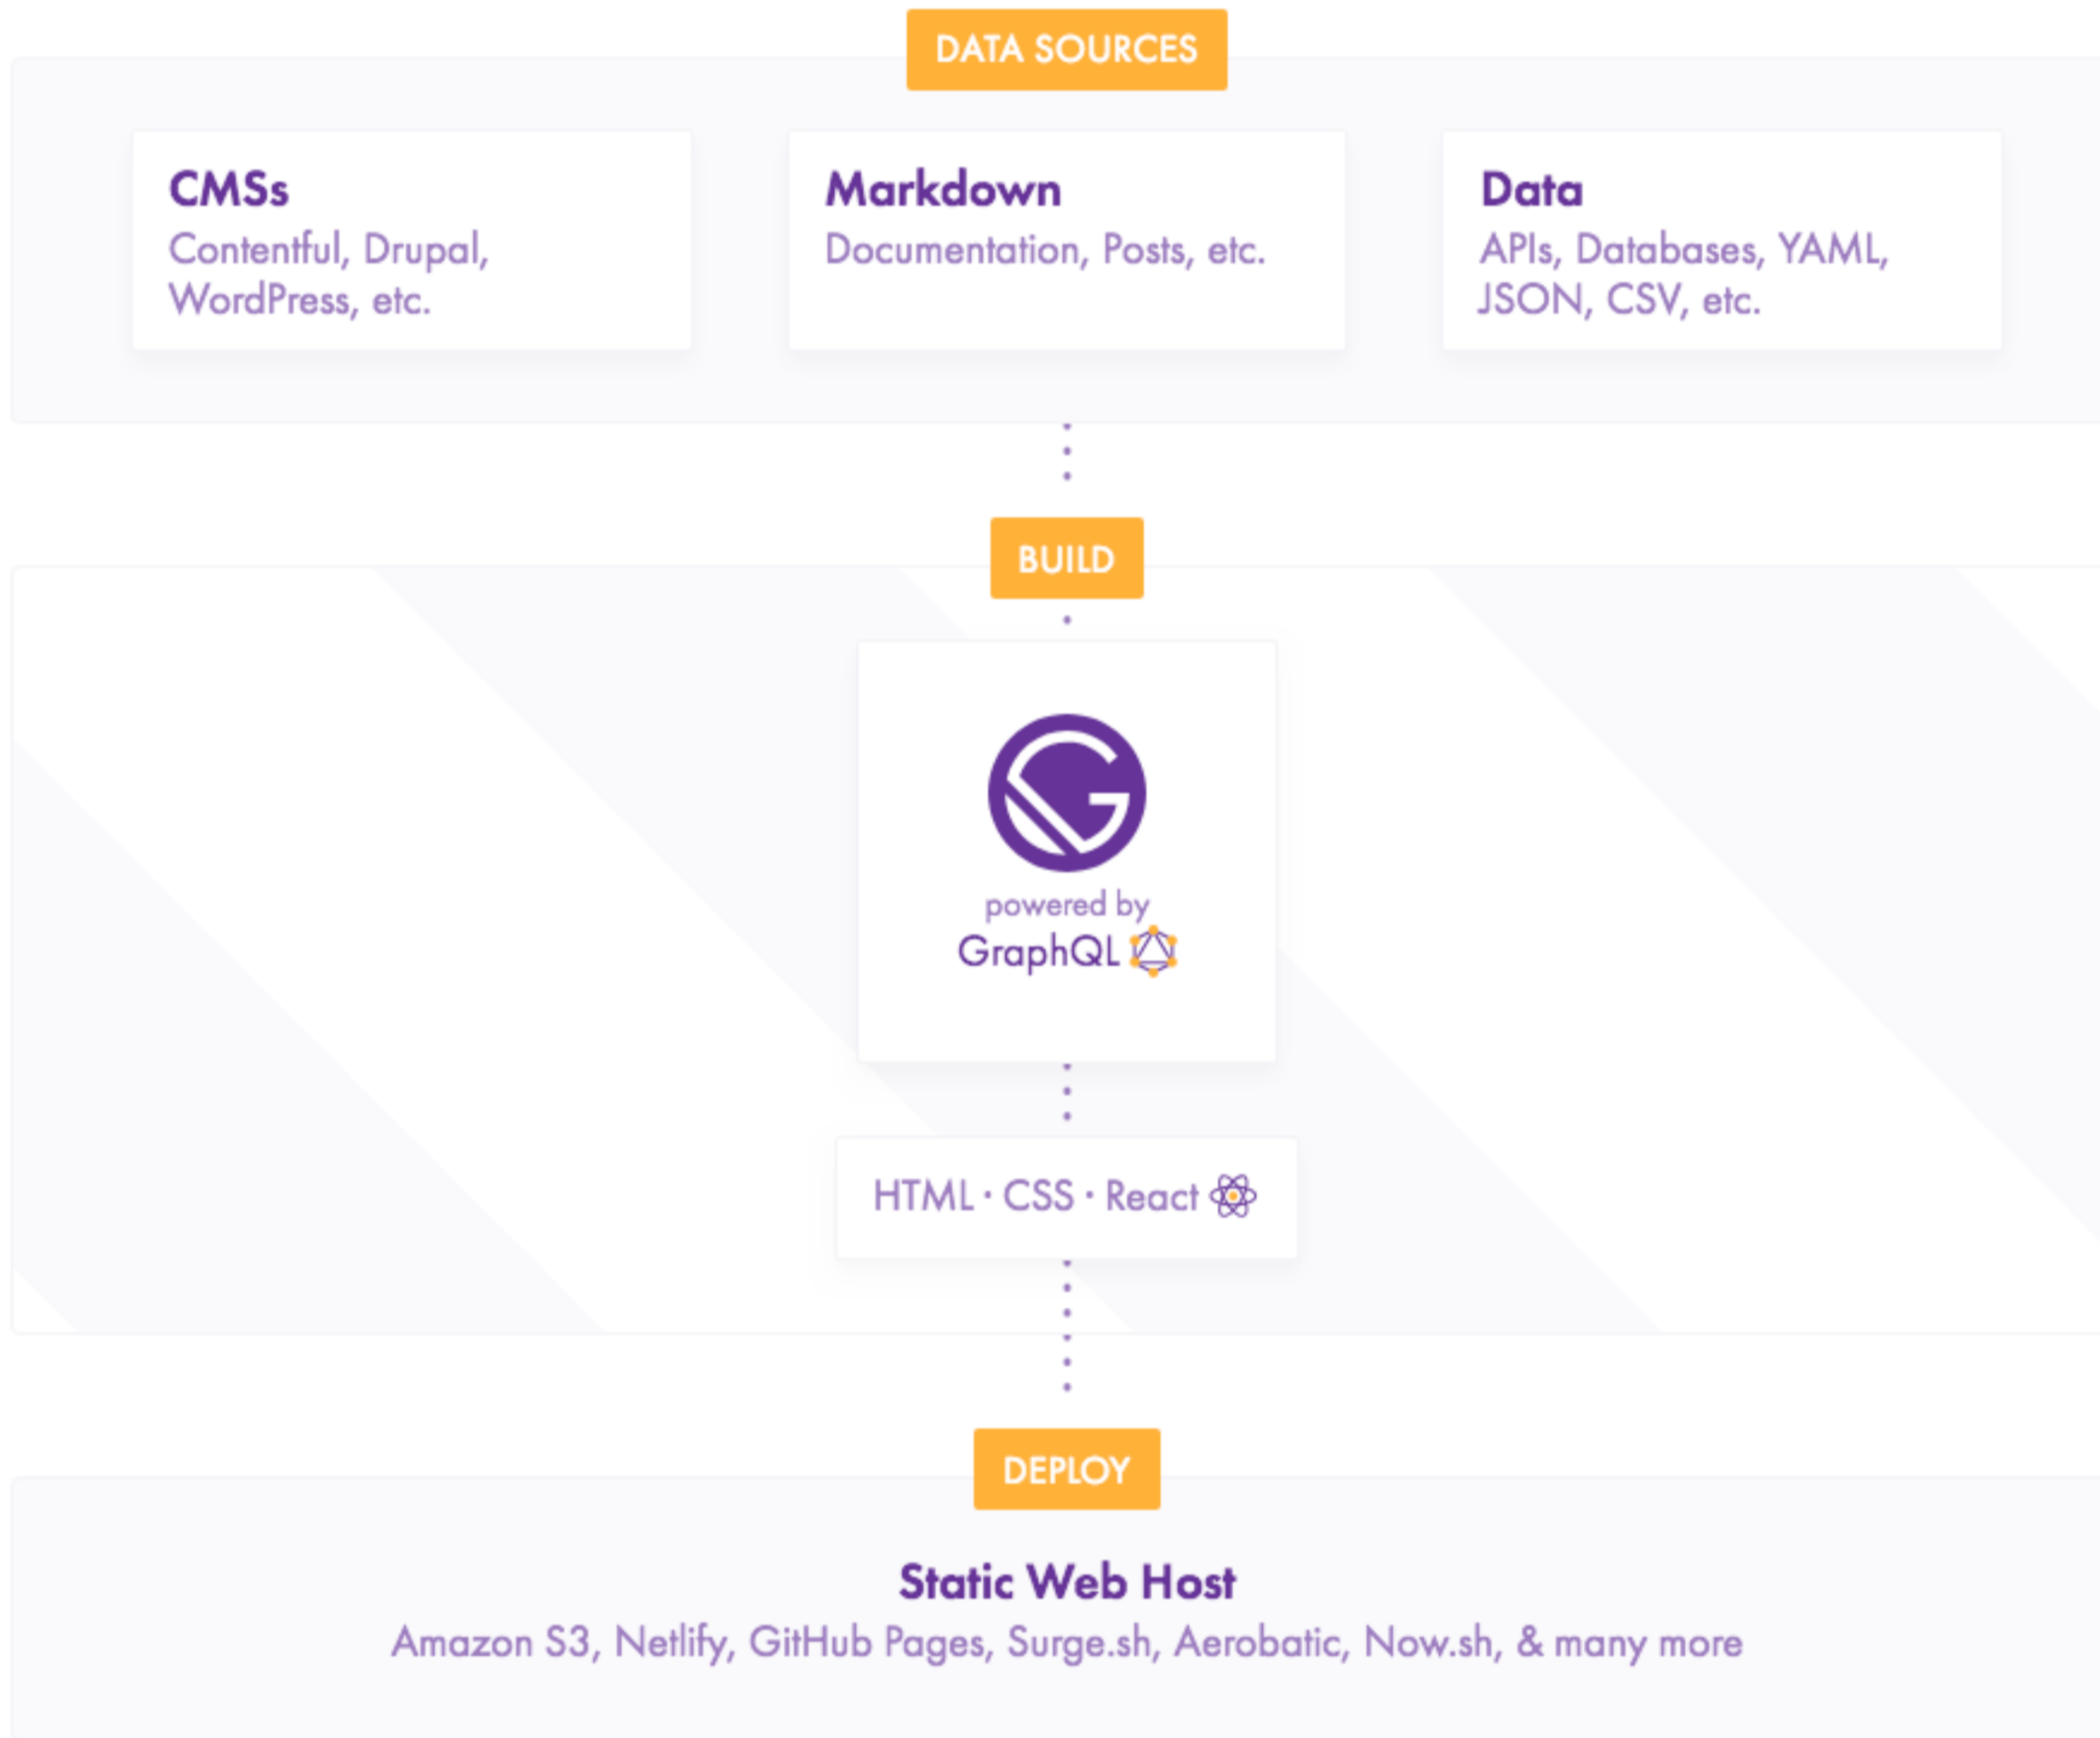 DATA SOURCES
CMSs
Contentful, Drupal,
WordPress, etc.
Markdown
Documentation, Posts, etc.
Data
APIs, Databases, YAML,
JSON, CSV, etc.
BUILD
powered by
GraphQL
HTML · CSS · React
DEPLOY
Static Web Host
Amazon S3, Netlify, GitHub Pages, Surge.sh, Aerobatic, Now.sh, & many more